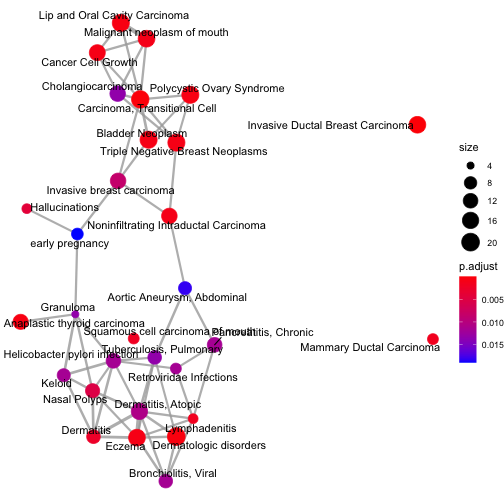 Lip and Oral Cavity Carcinoma
Malignant neoplasm of mouth
Cancer Cell Growth
Cholangiocarcinoma
Polycystic Ovary Syndrome
Carcinoma, Transitional Cell
Invasive Ductal Breast Carcinoma
Bladder Neoplasm
Triple Negative Breast Neoplasms
Invasive breast carcinoma
Hallucinations
Noninfiltrating Intraductal Carcinoma
early pregnancy
Aortic Aneurysm, Abdominal
Granuloma
Anaplastic thyroid carcinoma
Squamous cell carcinoma of mouth
Periodontitis, Chronic
Mammary Ductal Carcinoma
Helicobacter pylori infection
Tuberculosis, Pulmonary
Retroviridae Infections
Keloid
Nasal Polyps
Dermatitis, Atopic
Dermatitis
Lymphadenitis
Eczema
Dermatologic disorders
Bronchiolitis, Viral
size
4
8
12
16
20
p.adjust
0.005
0.010
0.015